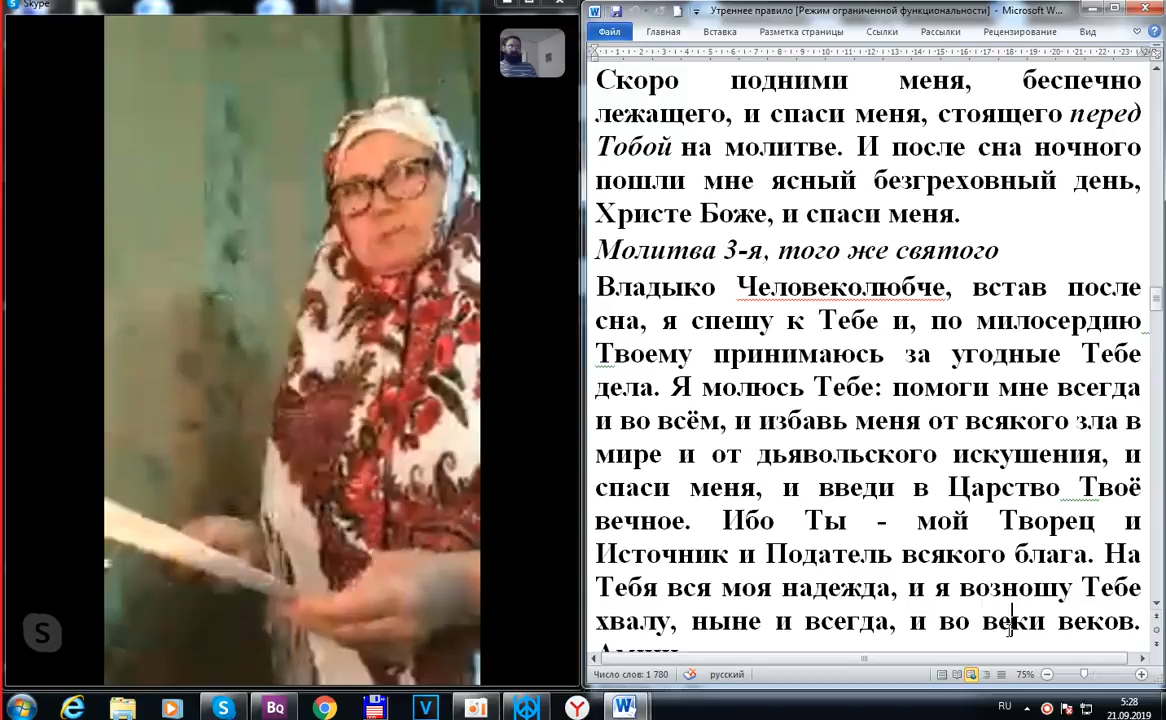 Skype
Утреннее правило [Режим ограниченной функциональности] - Microsoft W...
Файл Главная Вставка Разметка страницы Ссылки Рассылки Рецензирование Вид
Скоро подними меня, беспечно
лежащего, и спаси меня, стоящего перед
Тобой на молитве. И после сна ночного
пошли мне ясный безгреховный день,
Христе Боже, и спаси меня.
Молитва 3-я, того же святого
Владыко Человеколюбче, встав после
сна, я спешу к Тебе и, по милосердию
Твоему принимаюсь за угодные Тебе
дела. Я молюсь Тебе: помоги мне всегда
и во всём, и избавь меня от всякого зла в
мире и от дьявольского искушения, и
спаси меня, и введи в Царство Твоё
вечное. Ибо Ты - мой Творец и
Источник и Податель всякого блага. На
Тебя вся моя надежда, и я возношу Тебе
хвалу, ныне и всегда, и во веки веков.
Число слов: 1 780 русский 75%
RU 5:28
21.09.2019